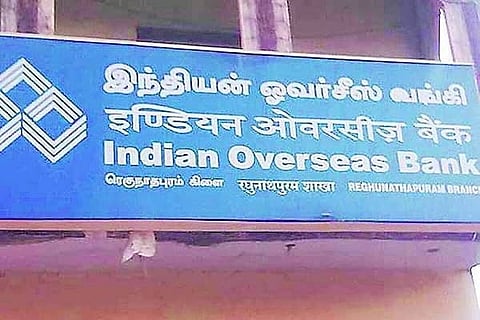 இந்தியன் ஓவர்சீஸ் வங்கி
इण्डियन ओवरसीज़ बैंक
Indian Overseas Bank
ரெகுநாதபுரம் கிளை रघुनाथपुरम शाखा REGHUNATHAPURAM BRANCH